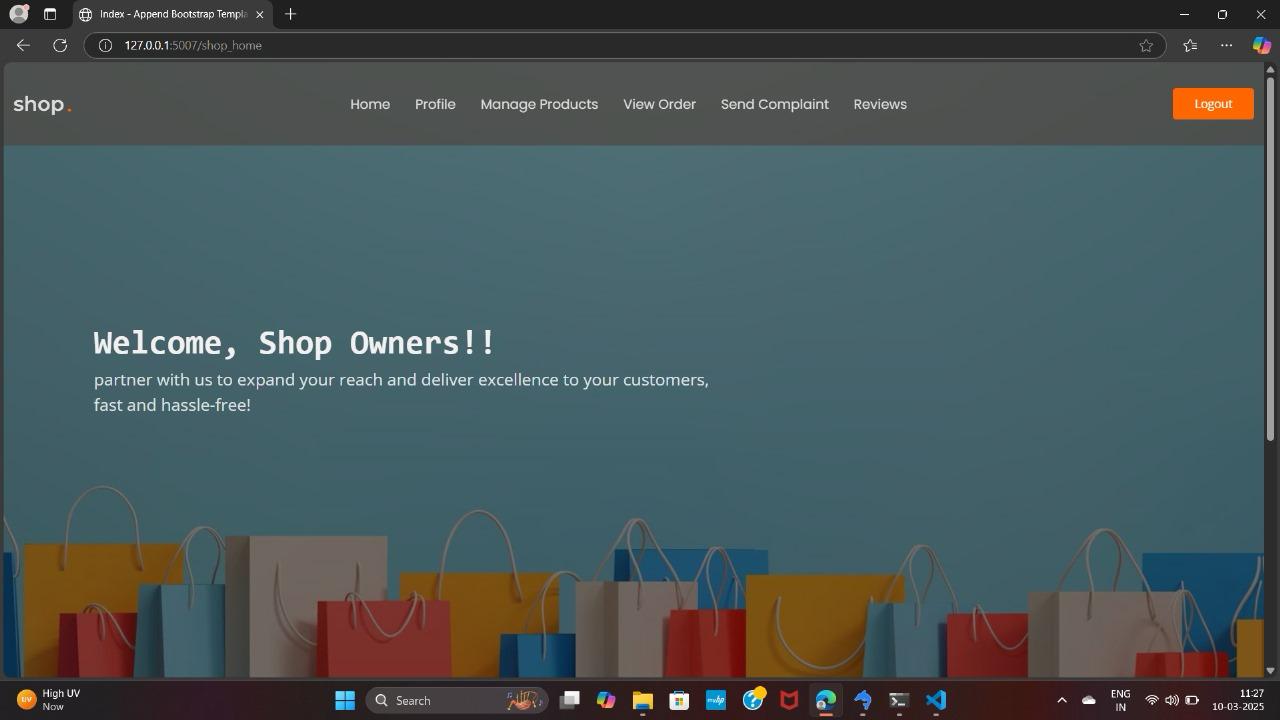 Index - Append Bootstrap Templa
127.0.0.1:5007/shop_home
shop.
Home Profile Manage Products View Order Send Complaint Reviews
Logout
Welcome, Shop Owners!!
partner with us to expand your reach and deliver excellence to your customers,
fast and hassle-free!
UV
High UV
Now
Search
myhp
ENG
IN
11:27
10-03-2025